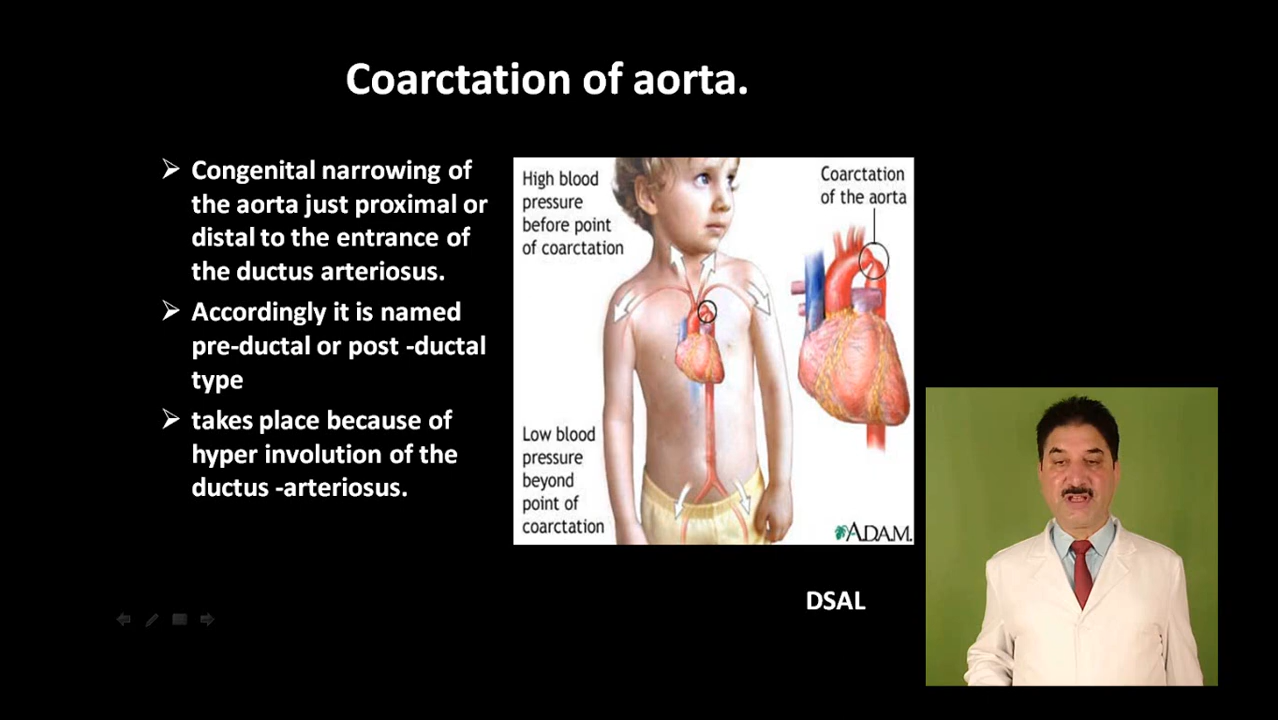 Coarctation of aorta.
➢ Congenital narrowing of
the aorta just proximal or
distal to the entrance of
the ductus arteriosus.
➢ Accordingly it is named
pre-ductal or post -ductal
type
➢ takes place because of
hyper involution of the
ductus -arteriosus.
High blood
pressure
before point
of coarctation
Coarctation
of the aorta
Low blood
pressure
beyond
point of
coarctation
ADAM.
DSAL